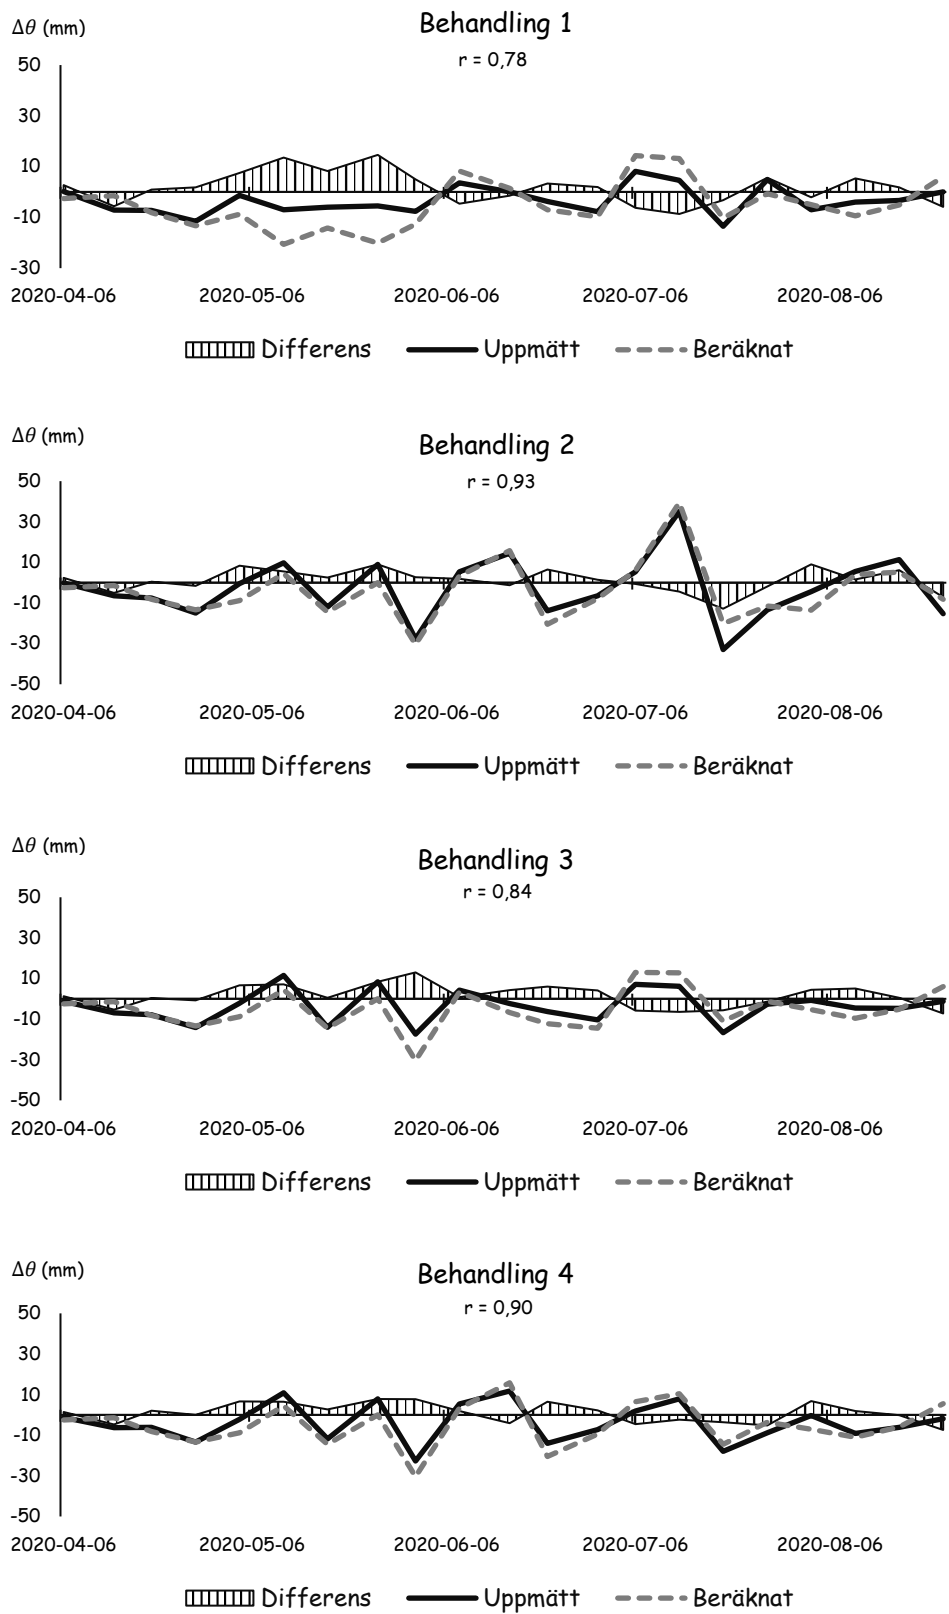 Behandling 1
Δθ (mm)
r = 0,78
50
30
10
-10
-30
2020-04-06 2020-05-06 2020-06-06 2020-07-06 2020-08-06
Differens Uppmätt Beräknat
Δθ (mm)
Behandling 2
r = 0,93
50
30
10
-10
-30
-50
2020-04-06 2020-05-06 2020-06-06 2020-07-06 2020-08-06
Differens Uppmätt Beräknat
Δθ (mm)
Behandling 3
r = 0,84
50
30
10
-10
-30
-50
2020-04-06 2020-05-06 2020-06-06 2020-07-06 2020-08-06
Differens Uppmätt Beräknat
Δθ (mm)
Behandling 4
r = 0,90
50
30
10
-10
-30
-50
2020-04-06 2020-05-06 2020-06-06 2020-07-06 2020-08-06
Differens Uppmätt Beräknat